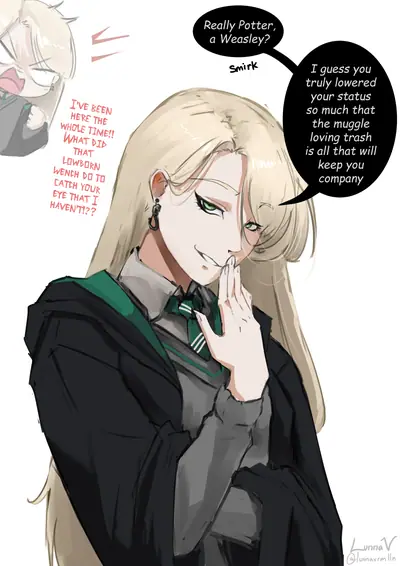 Really Potter,
a Weasley?
Smirk
I guess you
truly lowered
your status
so much that
the muggle
loving trash
is all that will
keep you
company
I'VE BEEN
HERE THE
WHOLE TIME!!
WHAT DID
THAT
LOWBORN
WENCH DO TO
CATCH YOUR
EYE THAT I
HAVEN'T!??
LunnaV